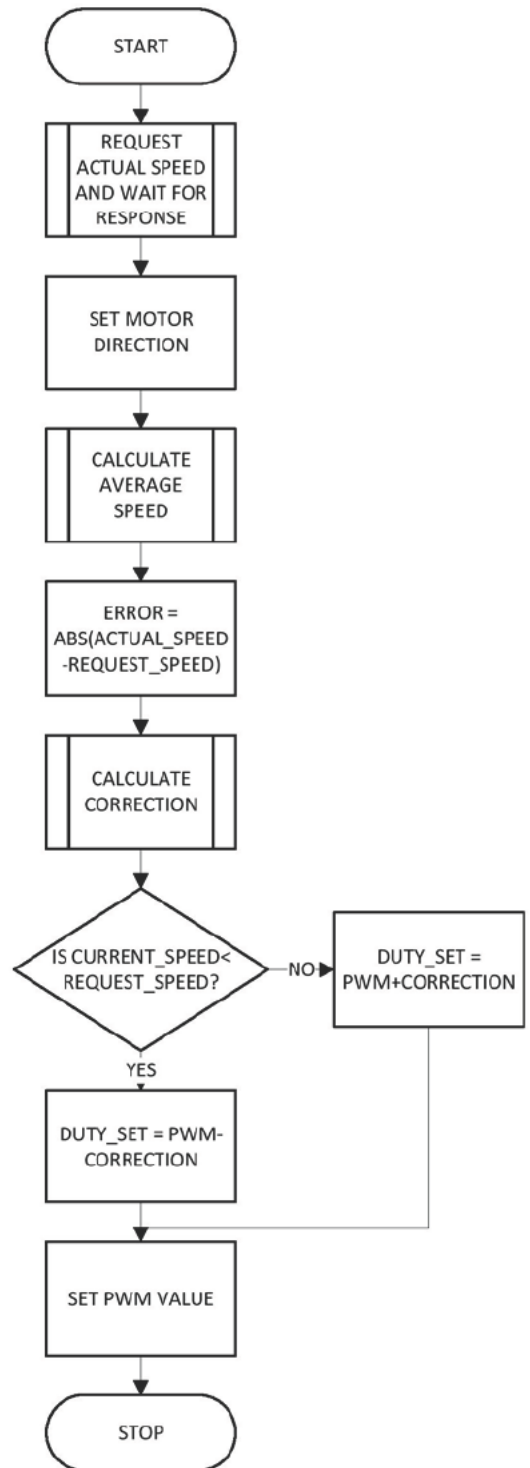 START
REQUEST
ACTUAL SPEED
AND WAIT FOR
RESPONSE
SET MOTOR
DIRECTION
CALCULATE
AVERAGE
SPEED
ERROR =
ABS(ACTUAL_SPEED
-REQUEST_SPEED)
CALCULATE
CORRECTION
IS CURRENT_SPEED<
REQUEST_SPEED?
NO
DUTY_SET =
PWM+CORRECTION
YES
DUTY_SET = PWM-
CORRECTION
SET PWM VALUE
STOP